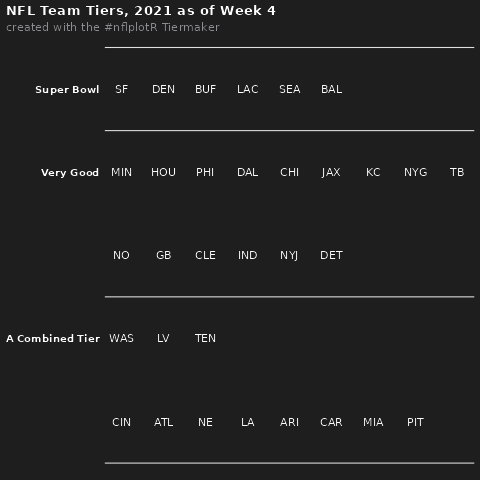 NFL Team Tiers, 2021 as of Week 4
created with the #nflplotR Tiermaker
Super Bowl SF DEN BUF LAC SEA BAL
Very Good MIN HOU PHI DAL CHI JAX KC NYG TB
NO GB CLE IND NYJ DET
A Combined Tier WAS LV TEN
CIN ATL NE LA ARI CAR MIA PIT